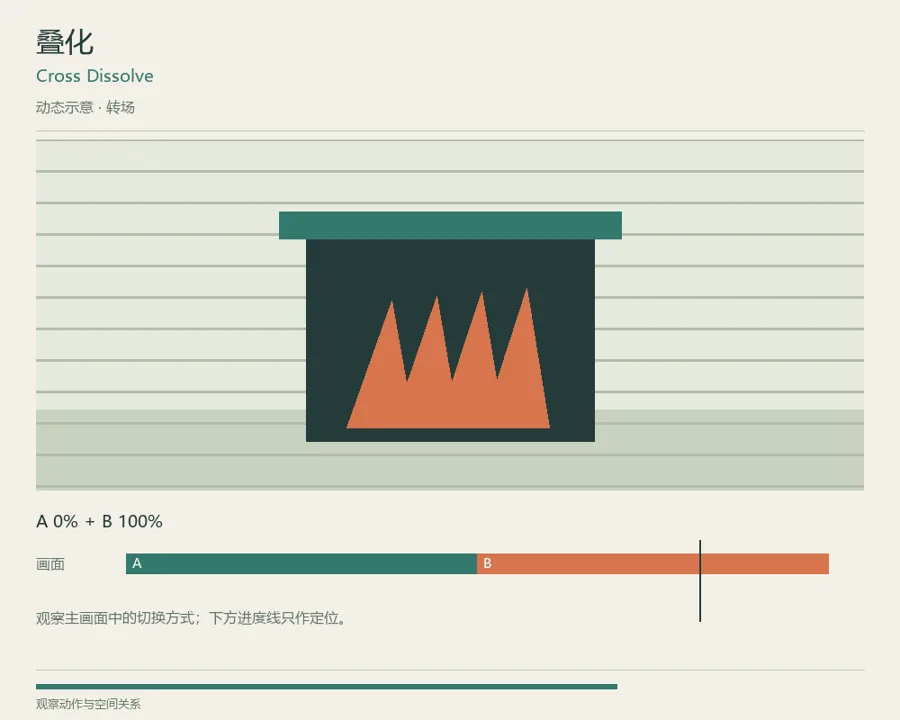 叠化
Cross Dissolve
动态示意 · 转场
A 0% + B 100%
画面 A B
观察主画面中的切换方式；下方进度线只作定位。
观察动作与空间关系